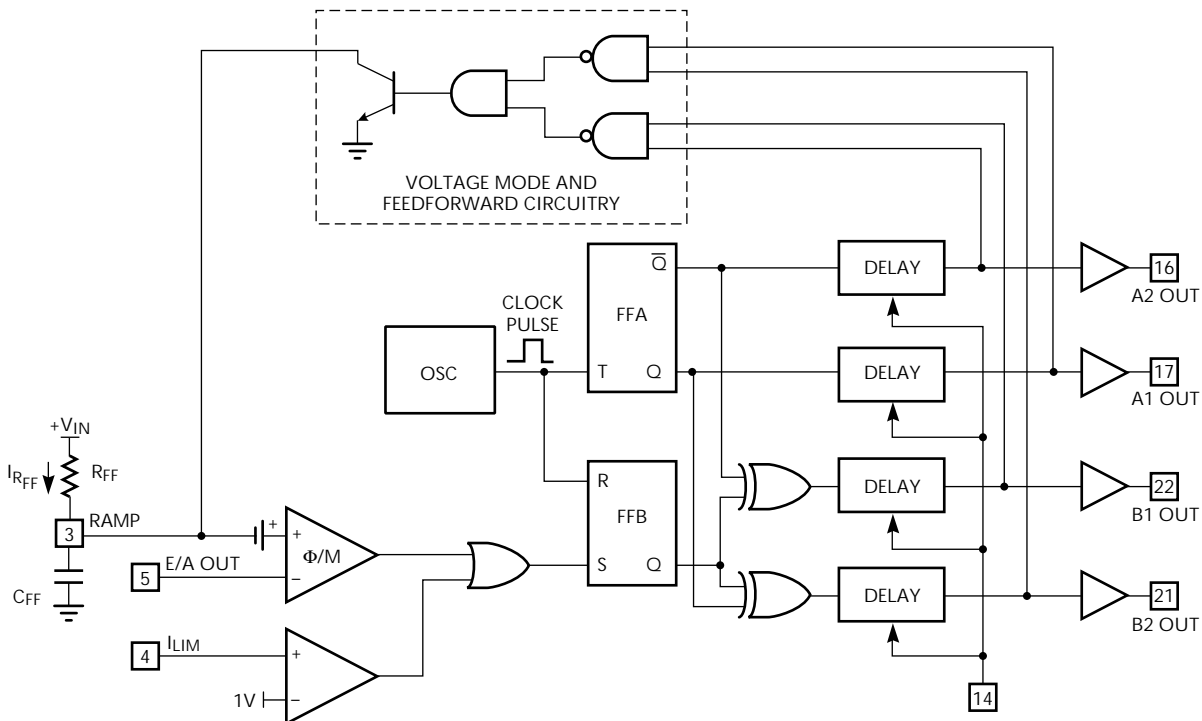 VOLTAGE MODE AND
FEEDFORWARD CIRCUITRY
Q̅
DELAY
16
A2 OUT
CLOCK
PULSE
FFA
OSC
T
Q
DELAY
17
A1 OUT
+VIN
IRFF
RFF
3
RAMP
+
+
Φ/M
5
E/A OUT
−
CFF
R
FFB
S
Q
DELAY
22
B1 OUT
DELAY
21
B2 OUT
4
ILIM
+
1V
−
14